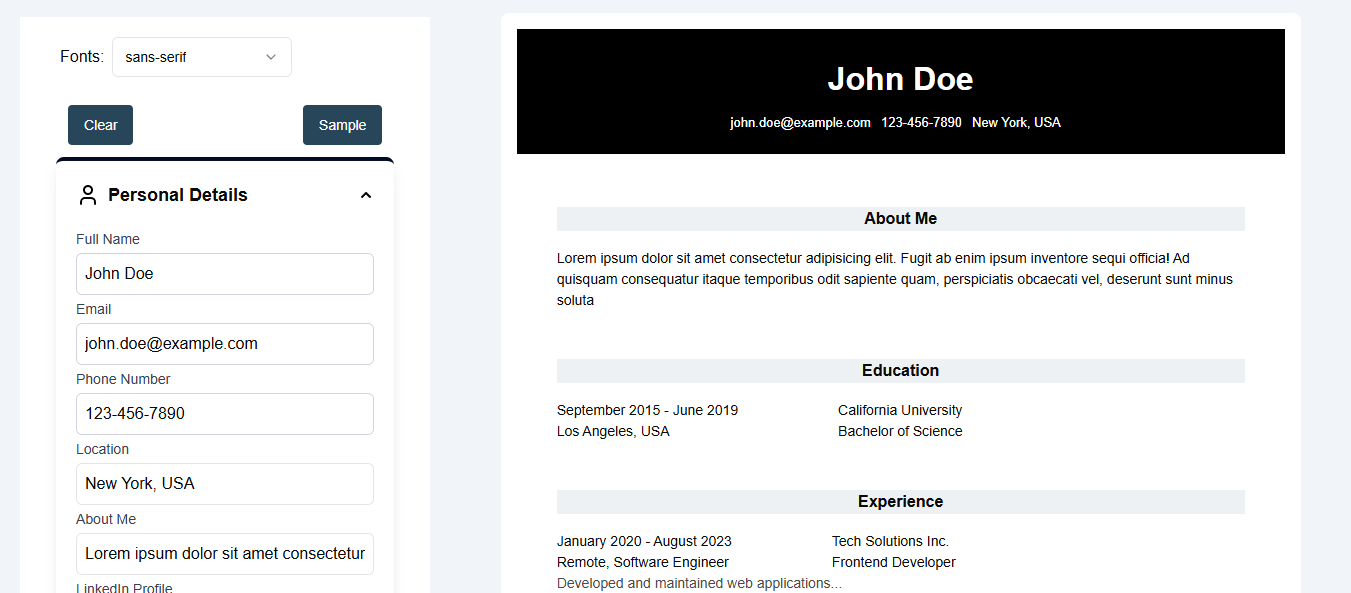 Fonts:
sans-serif
Clear
Sample
Personal Details
Full Name
John Doe
Email
john.doe@example.com
Phone Number
123-456-7890
Location
New York, USA
About Me
Lorem ipsum dolor sit amet consectetur
LinkedIn Profile
John Doe
john.doe@example.com 123-456-7890 New York, USA
About Me
Lorem ipsum dolor sit amet consectetur adipisicing elit. Fugit ab enim ipsum inventore sequi officia! Ad
quisquam consequatur itaque temporibus odit sapiente quam, perspiciatis obcaecati vel, deserunt sunt minus
soluta
Education
September 2015 - June 2019 California University
Los Angeles, USA Bachelor of Science
Experience
January 2020 - August 2023 Tech Solutions Inc.
Remote, Software Engineer Frontend Developer
Developed and maintained web applications...